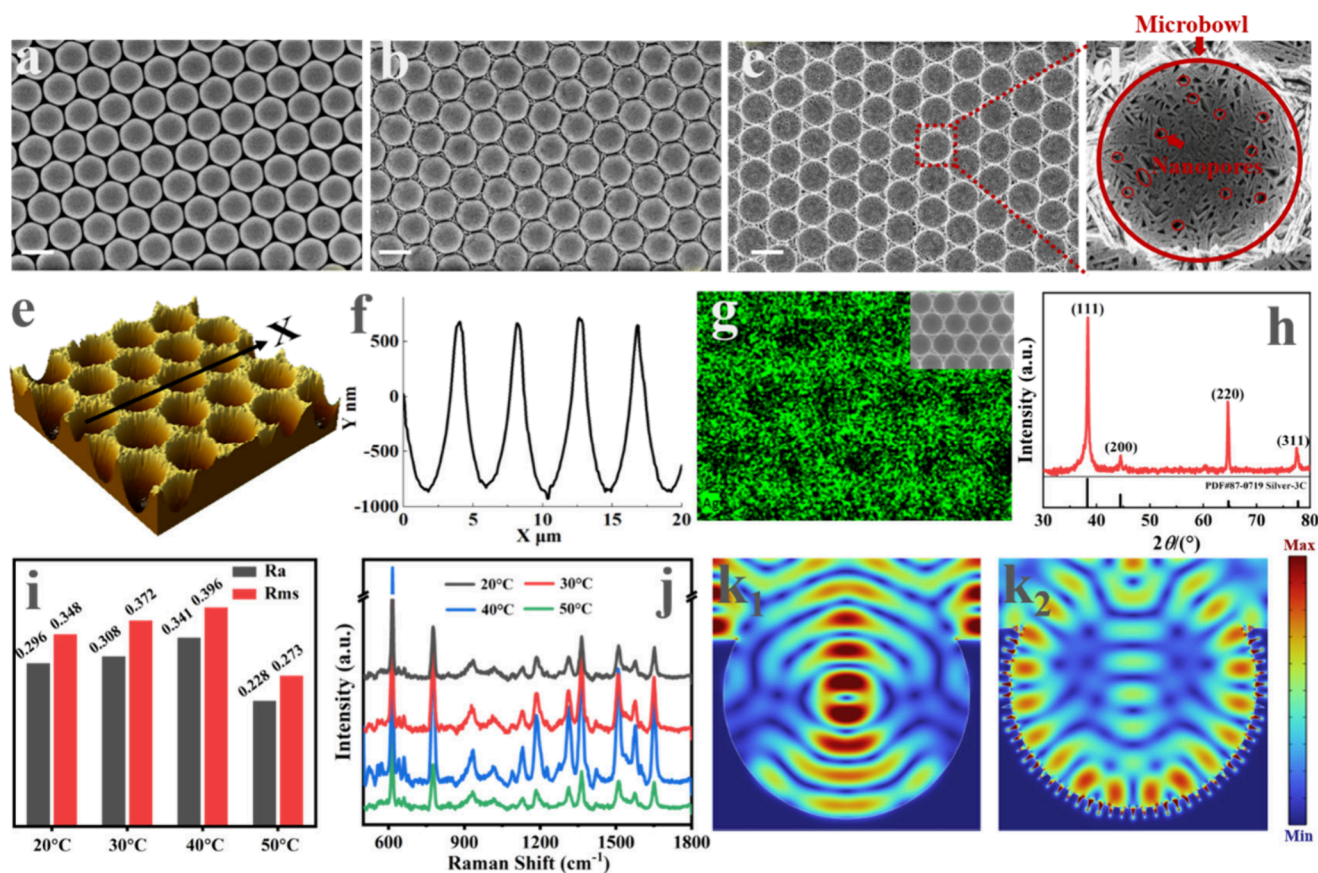 Microbowl
a
b
c
d
Nanopores
e
X
f
500
0
-500
-1000
Y nm
0
5
10
15
20
X μm
g
Ag
h
(111)
(200)
(220)
(311)
PDF#87-0719 Silver-3C
Intensity (a.u.)
30
40
50
60
70
80
2θ/(°)
i
Ra
Rms
0.296
0.348
0.308
0.372
0.341
0.396
0.228
0.273
20°C
30°C
40°C
50°C
j
20°C
30°C
40°C
50°C
Intensity (a.u.)
600
900
1200
1500
1800
Raman Shift (cm⁻¹)
k₁
k₂
Max
Min